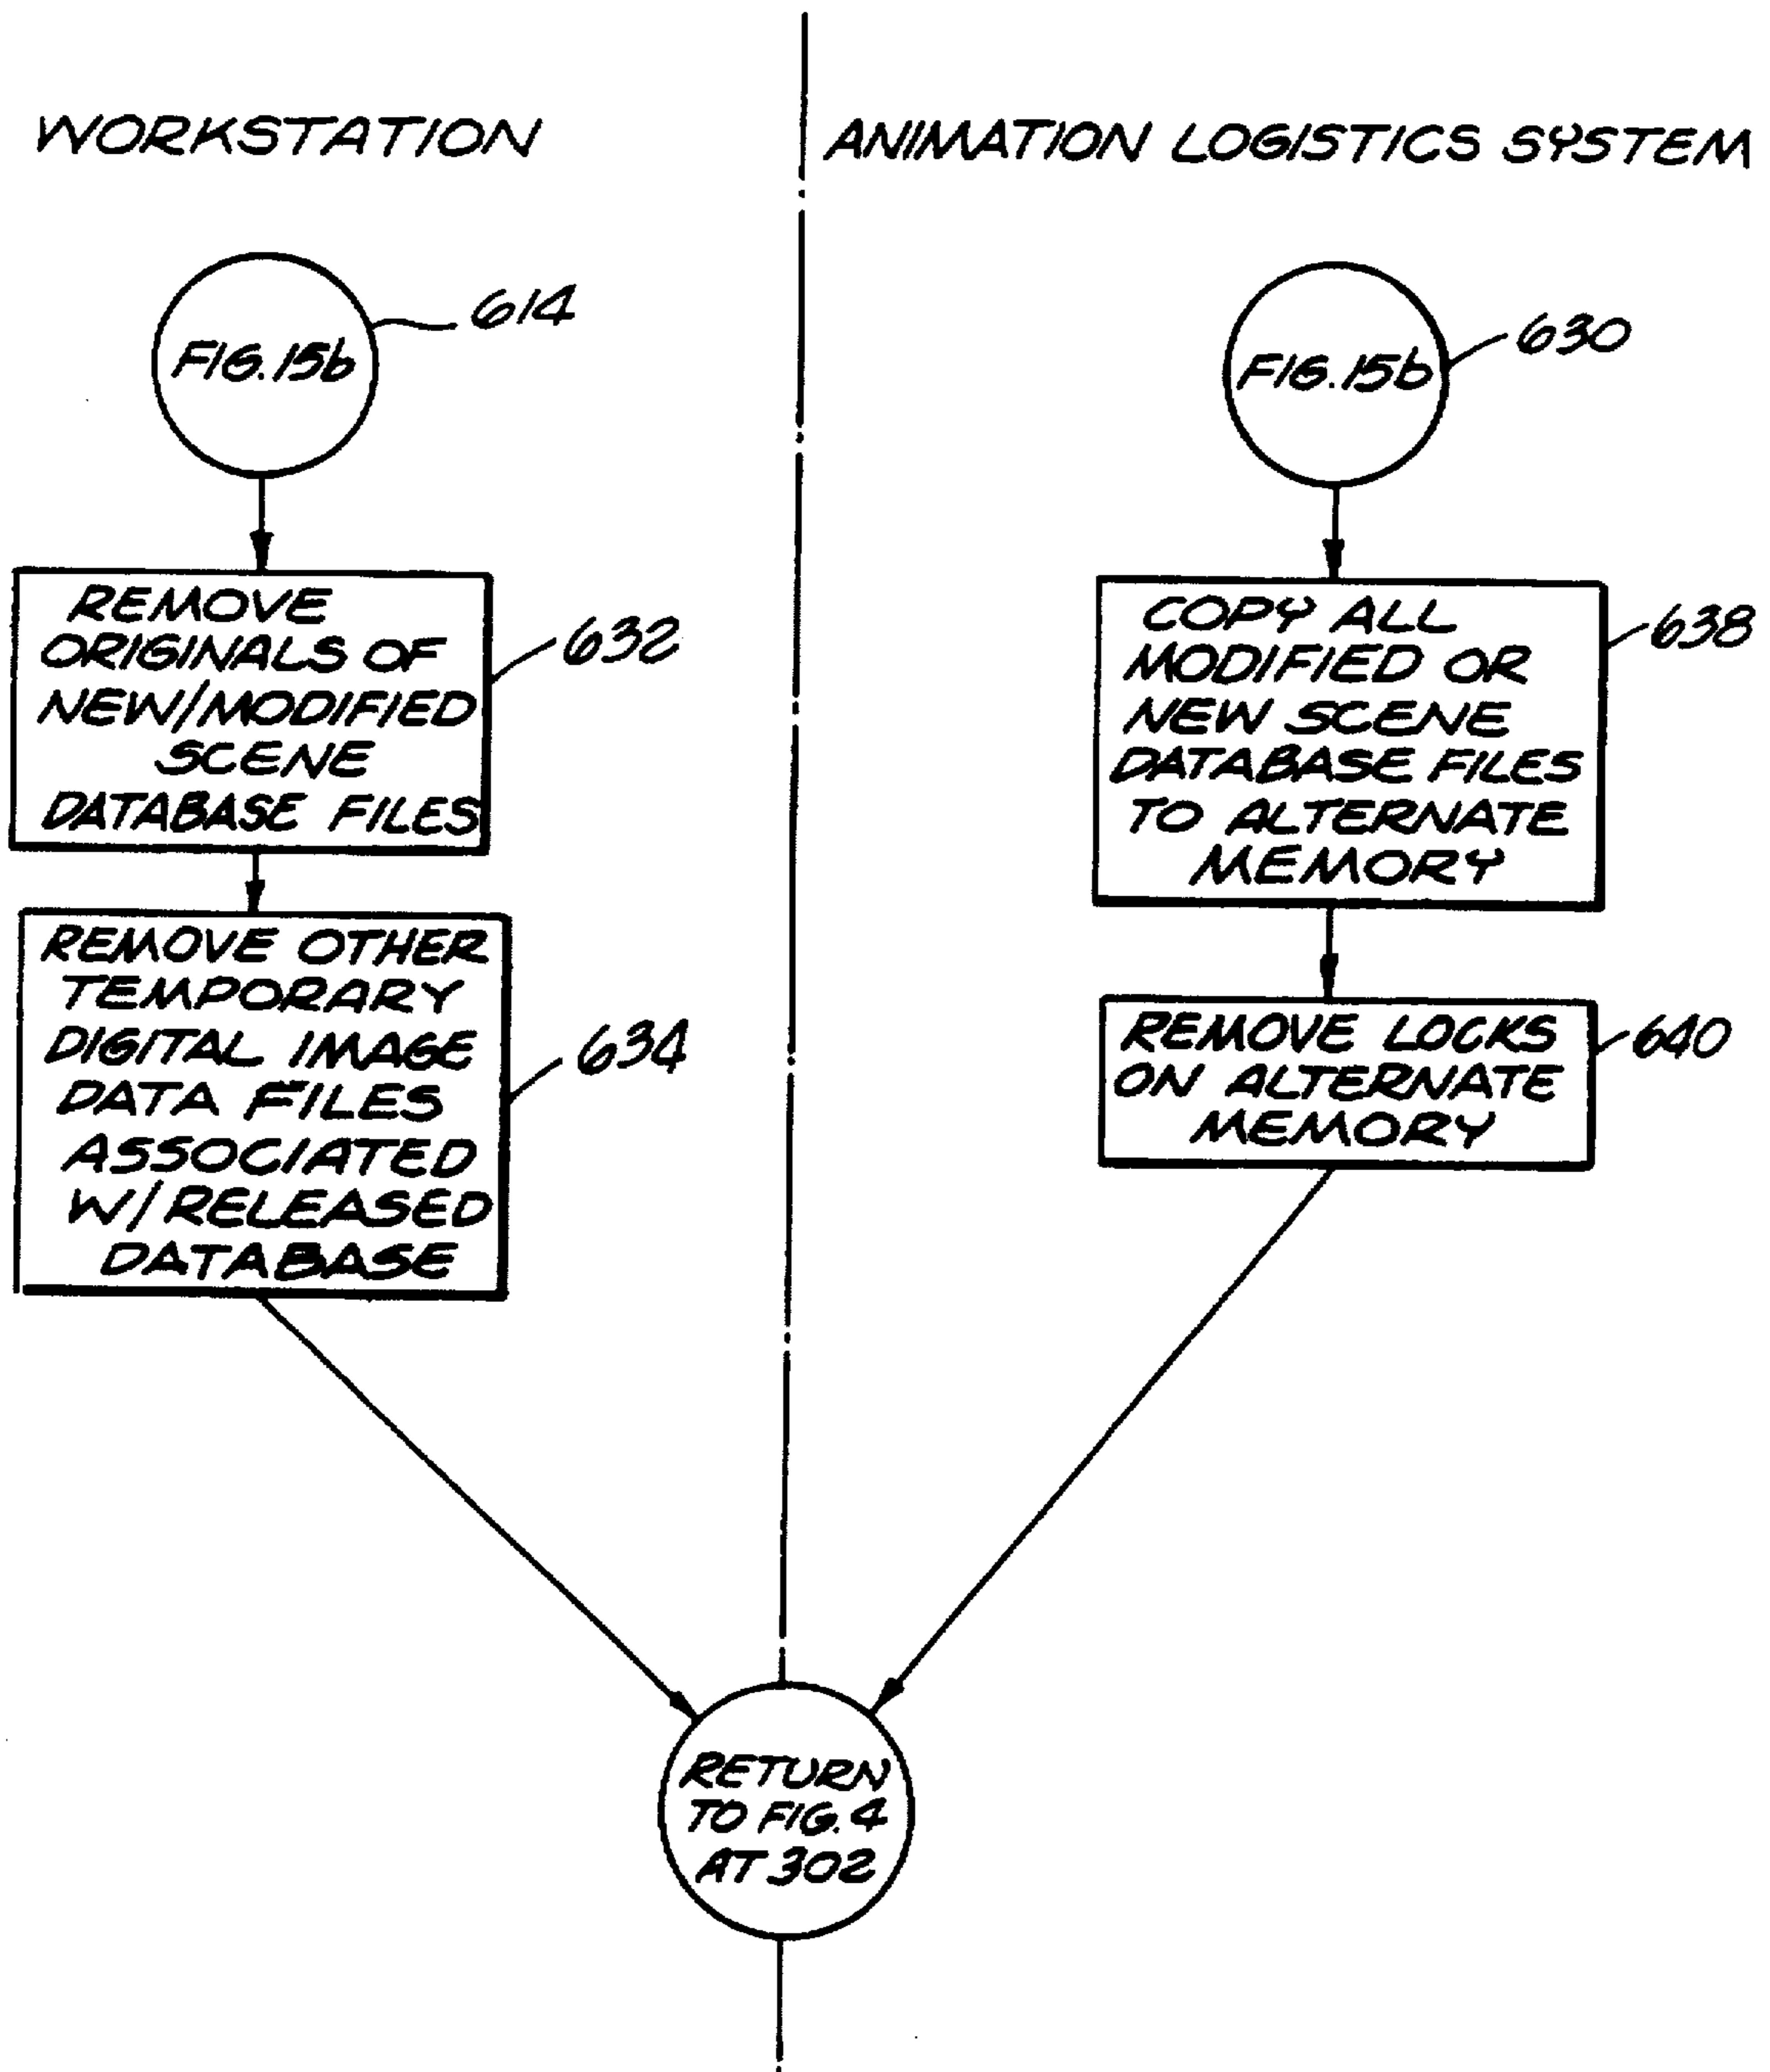 WORKSTATION
ANIMATION LOGISTICS SYSTEM
FIG. 15b
614
REMOVE
ORIGINALS OF
NEW/MODIFIED
SCENE
DATABASE FILES
632
REMOVE OTHER
TEMPORARY
DIGITAL IMAGE
DATA FILES
ASSOCIATED
W/RELEASED
DATABASE
634
FIG. 15b
630
COPY ALL
MODIFIED OR
NEW SCENE
DATABASE FILES
TO ALTERNATE
MEMORY
638
REMOVE LOCKS
ON ALTERNATE
MEMORY
640
RETURN
TO FIG. 4
AT 302